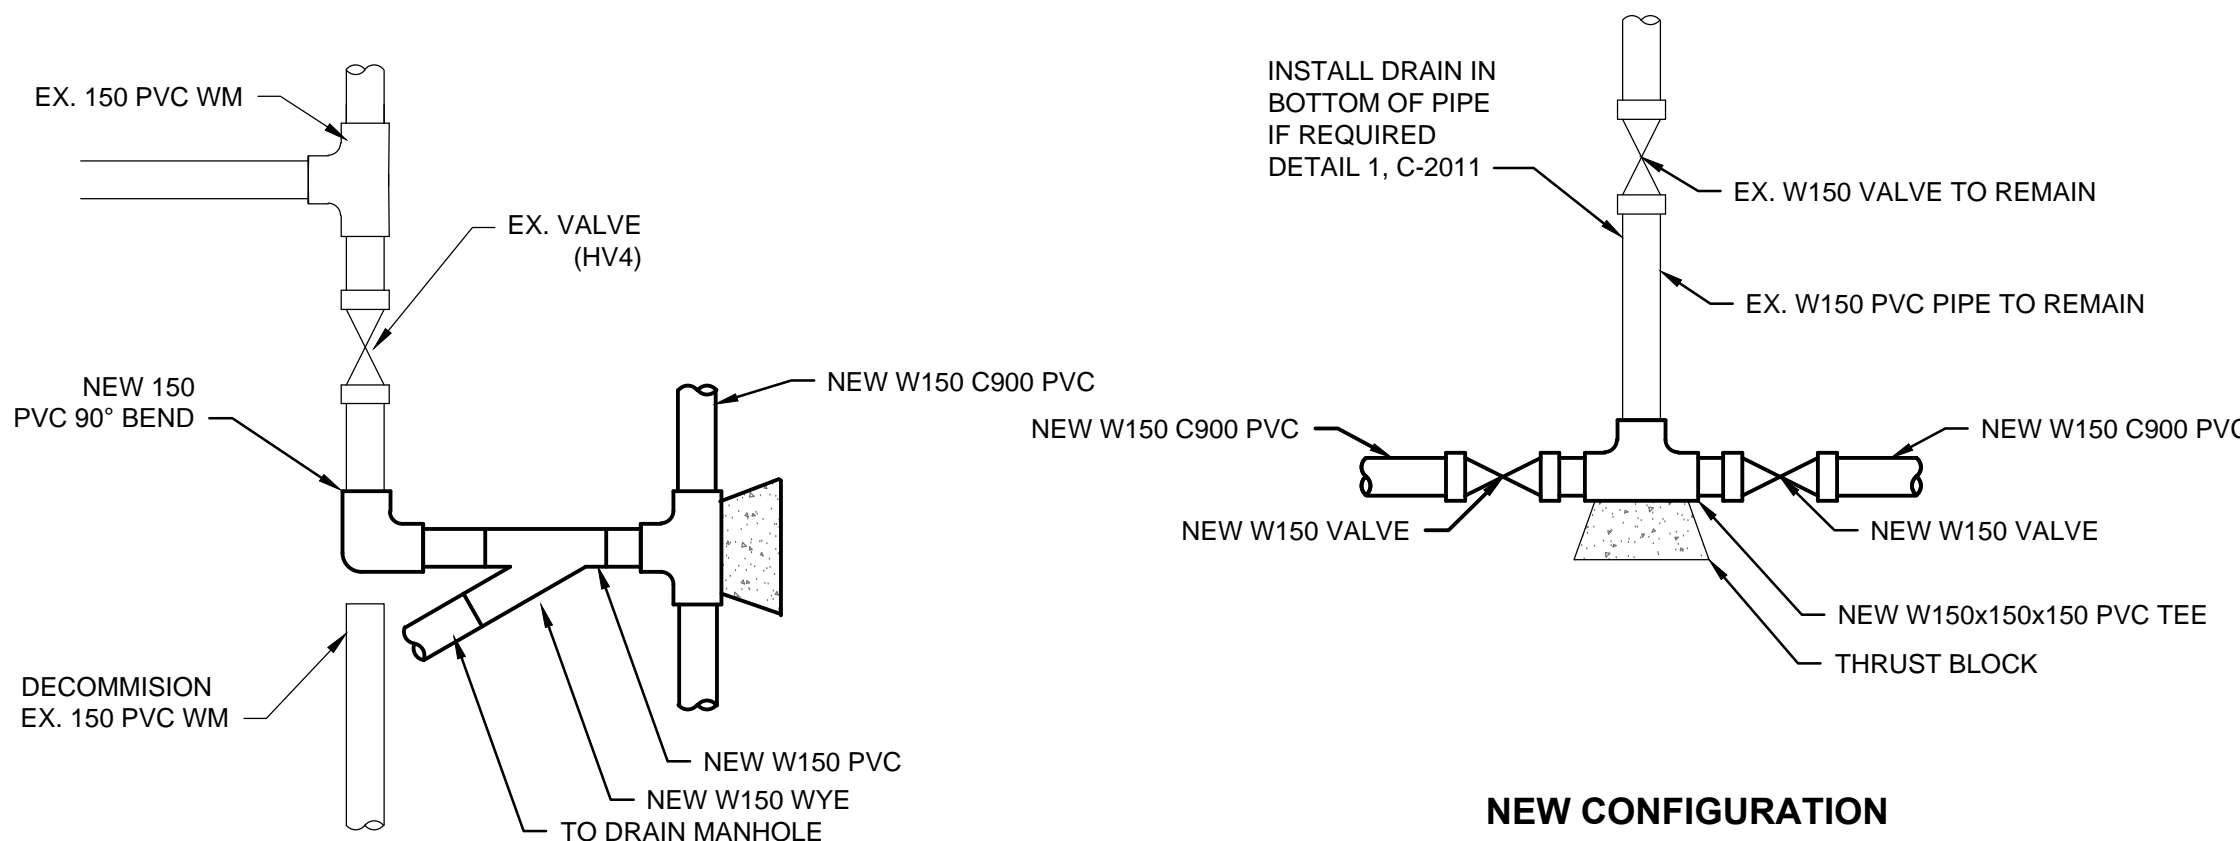 EX. 150 PVC WM
EX. VALVE
(HV4)
NEW 150
PVC 90° BEND
NEW W150 C900 PVC
DECOMMISION
EX. 150 PVC WM
NEW W150 PVC
NEW W150 WYE
TO DRAIN MANHOLE
INSTALL DRAIN IN
BOTTOM OF PIPE
IF REQUIRED
DETAIL 1, C-2011
EX. W150 VALVE TO REMAIN
EX. W150 PVC PIPE TO REMAIN
NEW W150 C900 PVC
NEW W150 C900 PVC
NEW W150 VALVE
NEW W150 VALVE
NEW W150x150x150 PVC TEE
THRUST BLOCK
NEW CONFIGURATION